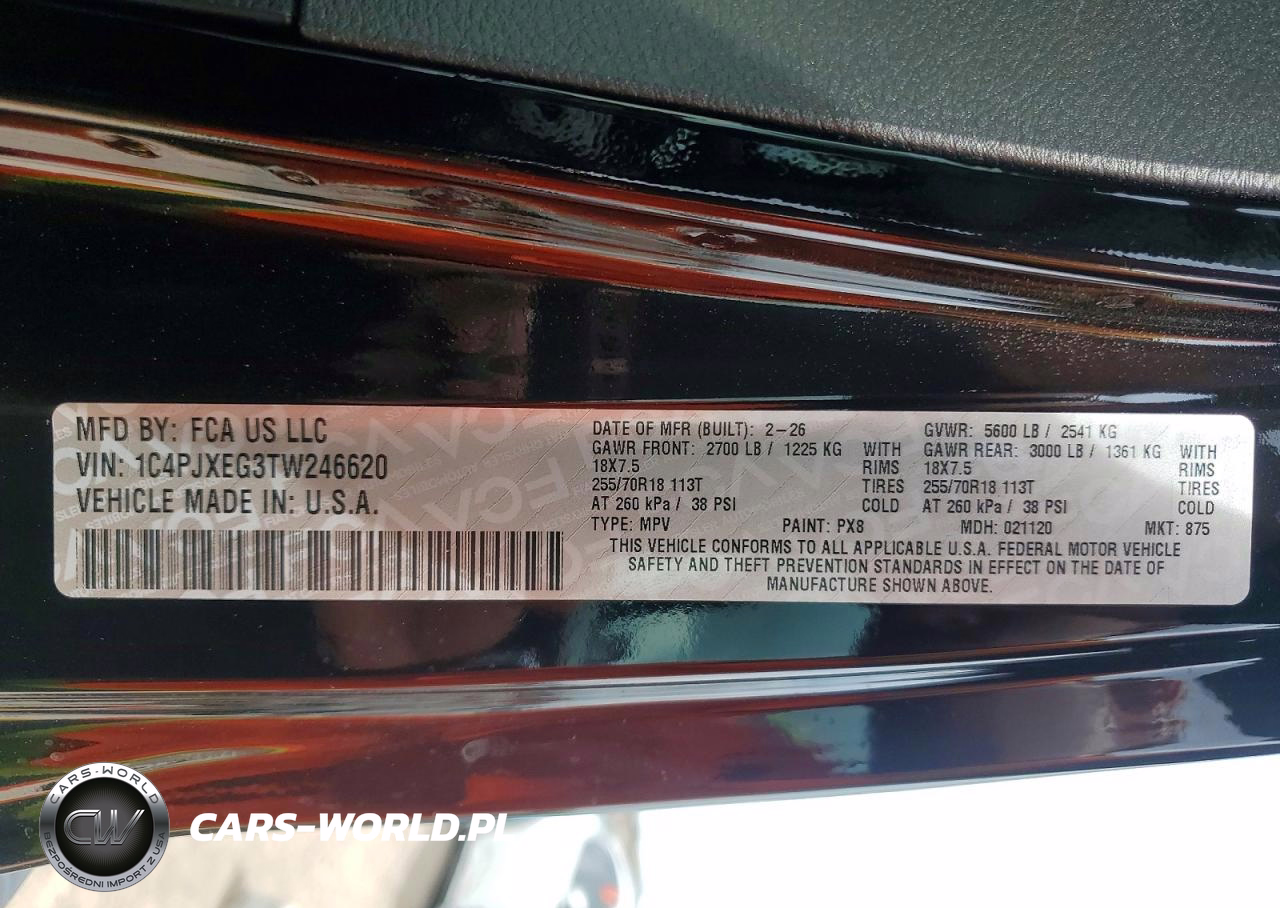 MFD BY: FCA US LLC
VIN: 1C4PJXEG3TW246620
VEHICLE MADE IN: U.S.A.
DATE OF MFR (BUILT): 2-26
GAWR FRONT: 2700 LB / 1225 KG WITH
18X7.5 RIMS
255/70R18 113T TIRES
AT 260 kPa / 38 PSI COLD
GVWR: 5600 LB / 2541 KG
GAWR REAR: 3000 LB / 1361 KG WITH
18X7.5 RIMS
255/70R18 113T TIRES
AT 260 kPa / 38 PSI COLD
TYPE: MPV PAINT: PX8 MDH: 021120 MKT: 875
THIS VEHICLE CONFORMS TO ALL APPLICABLE U.S.A. FEDERAL MOTOR VEHICLE
SAFETY AND THEFT PREVENTION STANDARDS IN EFFECT ON THE DATE OF
MANUFACTURE SHOWN ABOVE.
CARS-WORLD
CW
BEZPOŚREDNI IMPORT Z USA
CARS-WORLD.PL